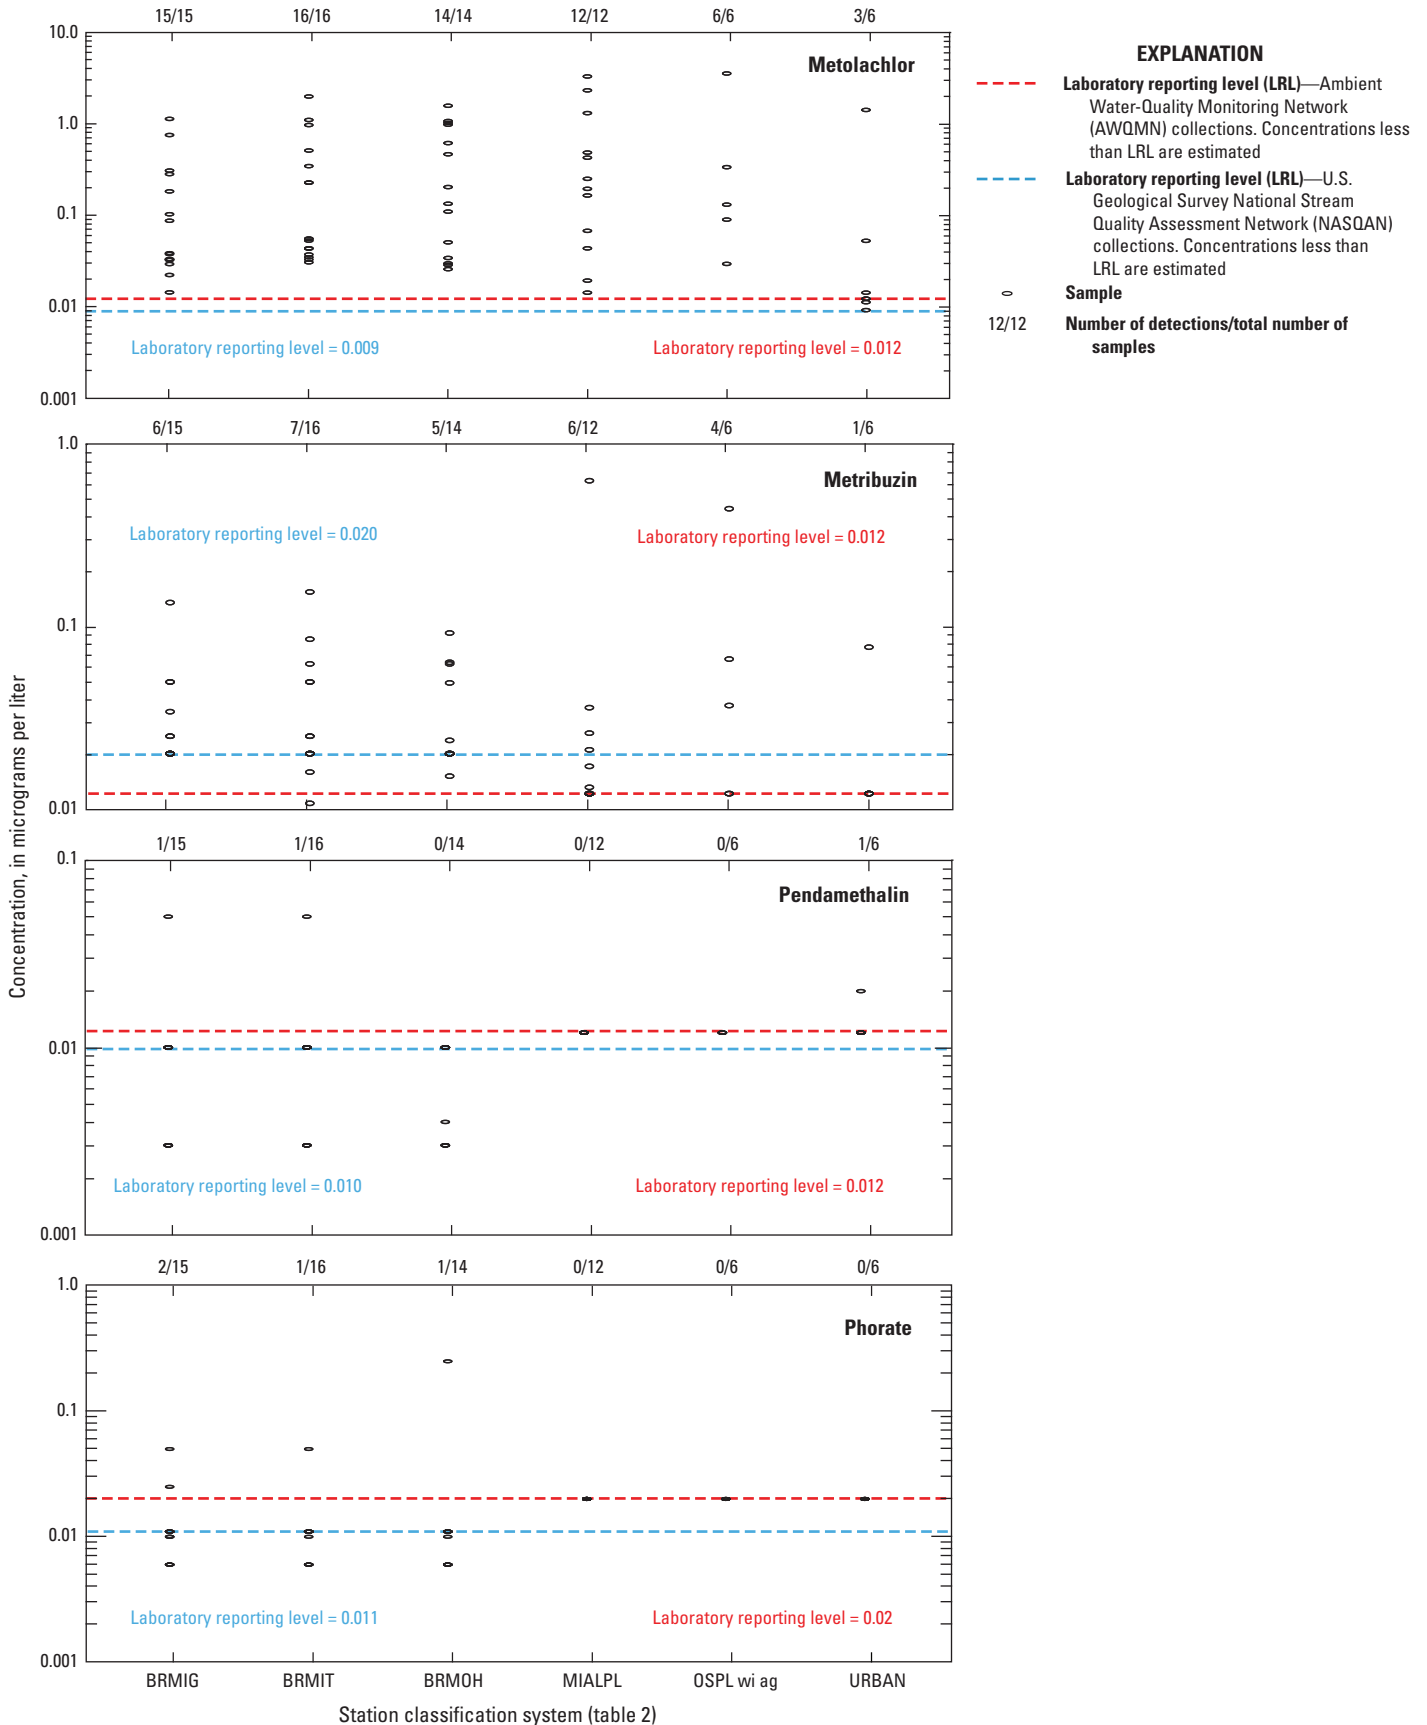 15/15 16/16 14/14 12/12 6/6 3/6
10.0
1.0
0.1
0.01
0.001
Metolachlor
Laboratory reporting level = 0.009
Laboratory reporting level = 0.012
6/15 7/16 5/14 6/12 4/6 1/6
1.0
0.1
0.01
Metribuzin
Laboratory reporting level = 0.020
Laboratory reporting level = 0.012
1/15 1/16 0/14 0/12 0/6 1/6
0.1
0.01
0.001
Pendamethalin
Laboratory reporting level = 0.010
Laboratory reporting level = 0.012
2/15 1/16 1/14 0/12 0/6 0/6
1.0
0.1
0.01
0.001
Phorate
Laboratory reporting level = 0.011
Laboratory reporting level = 0.02
BRMIG BRMIT BRMOH MIALPL OSPL wi ag URBAN
Station classification system (table 2)
Concentration, in micrograms per liter
EXPLANATION
Laboratory reporting level (LRL)—Ambient
Water-Quality Monitoring Network
(AWQMN) collections. Concentrations less
than LRL are estimated
Laboratory reporting level (LRL)—U.S.
Geological Survey National Stream
Quality Assessment Network (NASQAN)
collections. Concentrations less than
LRL are estimated
Sample
12/12 Number of detections/total number of
samples